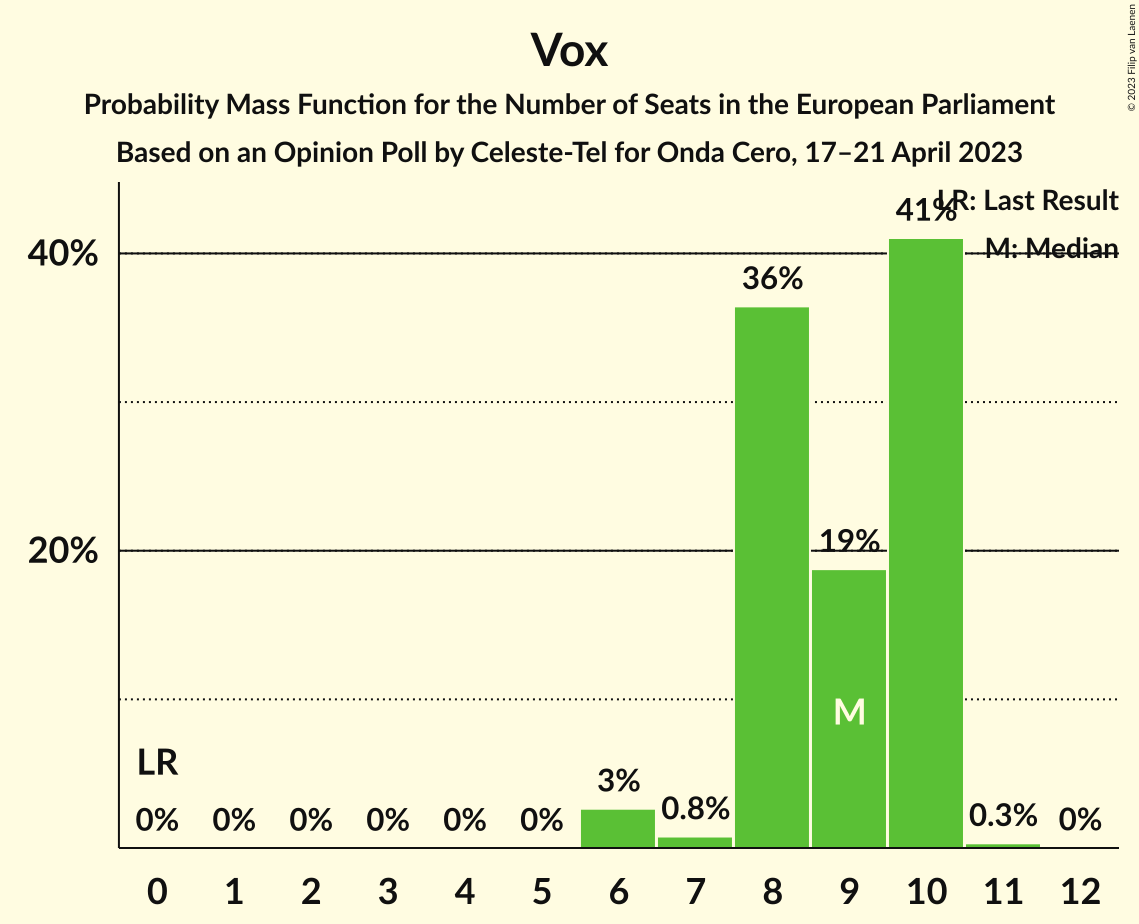 Vox
Probability Mass Function for the Number of Seats in the European Parliament
Based on an Opinion Poll by Celeste-Tel for Onda Cero, 17–21 April 2023
© 2023 Filip van Laenen
LR: Last Result
M: Median
40%
20%
41%
36%
19%
M
LR
3%
0.8%
0.3%
0% 0% 0% 0% 0% 0% 0%
0 1 2 3 4 5 6 7 8 9 10 11 12